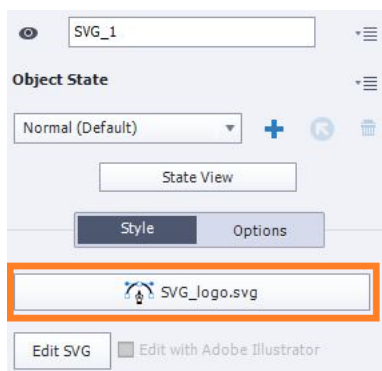 SVG_1
Object State
Normal (Default)
State View
Style Options
SVG_logo.svg
Edit SVG Edit with Adobe Illustrator